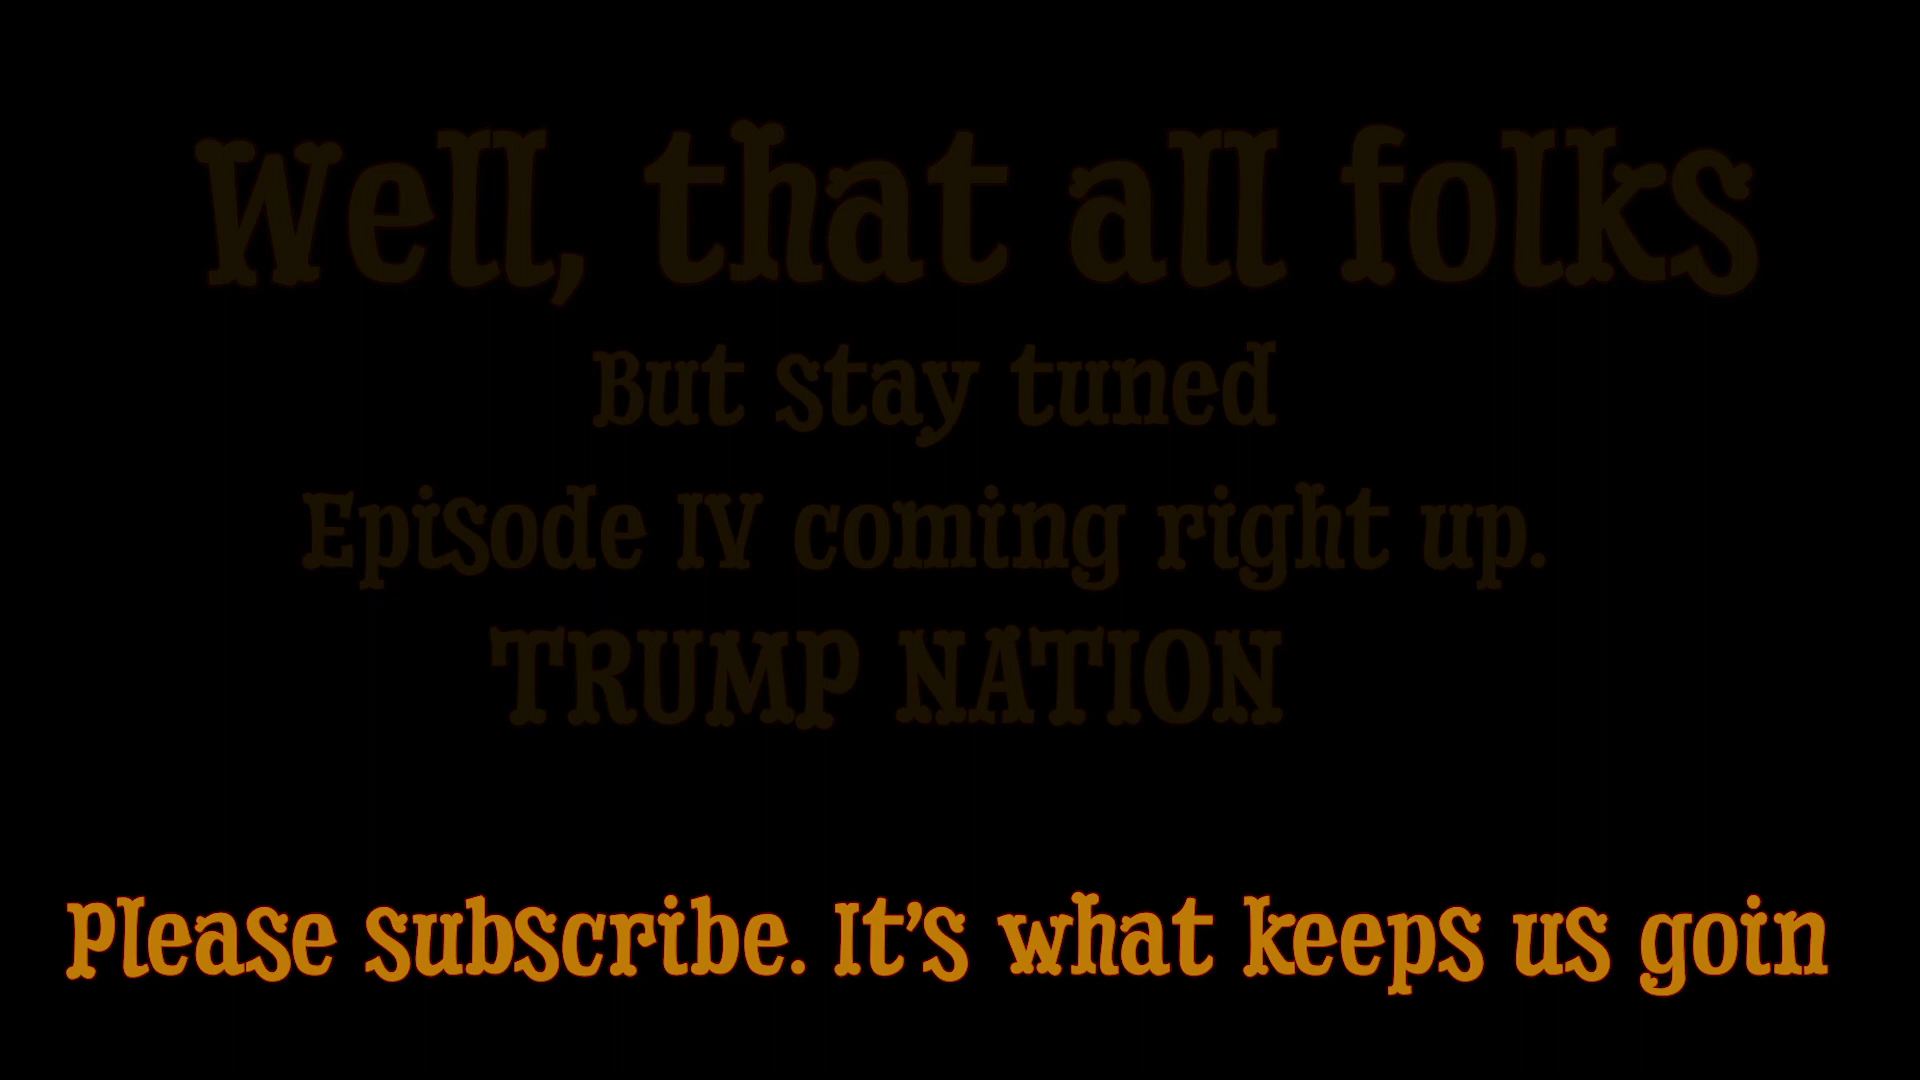 Well, that all folks
But stay tuned
Episode IV coming right up.
TRUMP NATION
Please subscribe. It's what keeps us goin